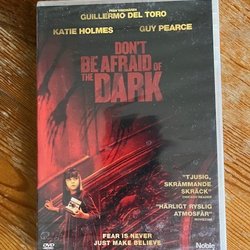 GUILLERMO DEL TORO
KATIE HOLMES GUY PEARCE
DON'T
BE AFRAID OF
THE DARK
"TJUSIG,
SKRÄMMANDE
SKRÄCK"
"HÄRLIGT RYSLIG
ATMOSFÄR"
FEAR IS NEVER
JUST MAKE BELIEVE
DVD
Noble